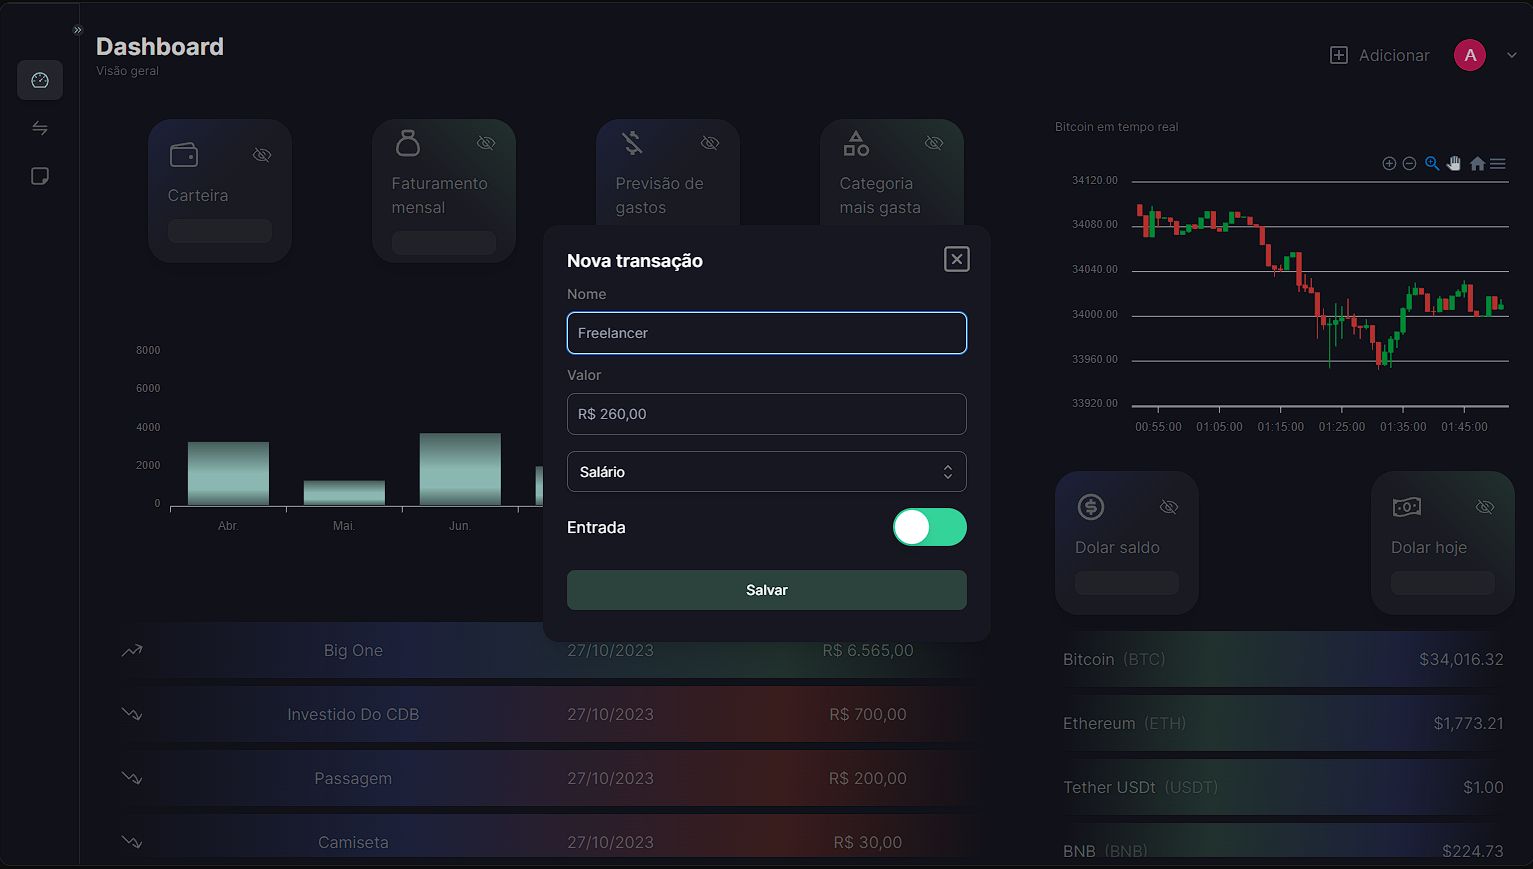 Dashboard
Visão geral
Adicionar
A
Carteira
Faturamento
mensal
Previsão de
gastos
Categoria
mais gasta
Bitcoin em tempo real
34120.00
34080.00
34040.00
34000.00
33960.00
33920.00
00:55:00 01:05:00 01:15:00 01:25:00 01:35:00 01:45:00
8000
6000
4000
2000
0
Abr. Mai. Jun.
Nova transação
Nome
Freelancer
Valor
R$ 260,00
Salário
Entrada
Salvar
Dolar saldo
Dolar hoje
Big One 27/10/2023 R$ 6.565,00
Investido Do CDB 27/10/2023 R$ 700,00
Passagem 27/10/2023 R$ 200,00
Camiseta 27/10/2023 R$ 30,00
Bitcoin (BTC) $34,016.32
Ethereum (ETH) $1,773.21
Tether USDt (USDT) $1.00
BNB (BNB) $224.73